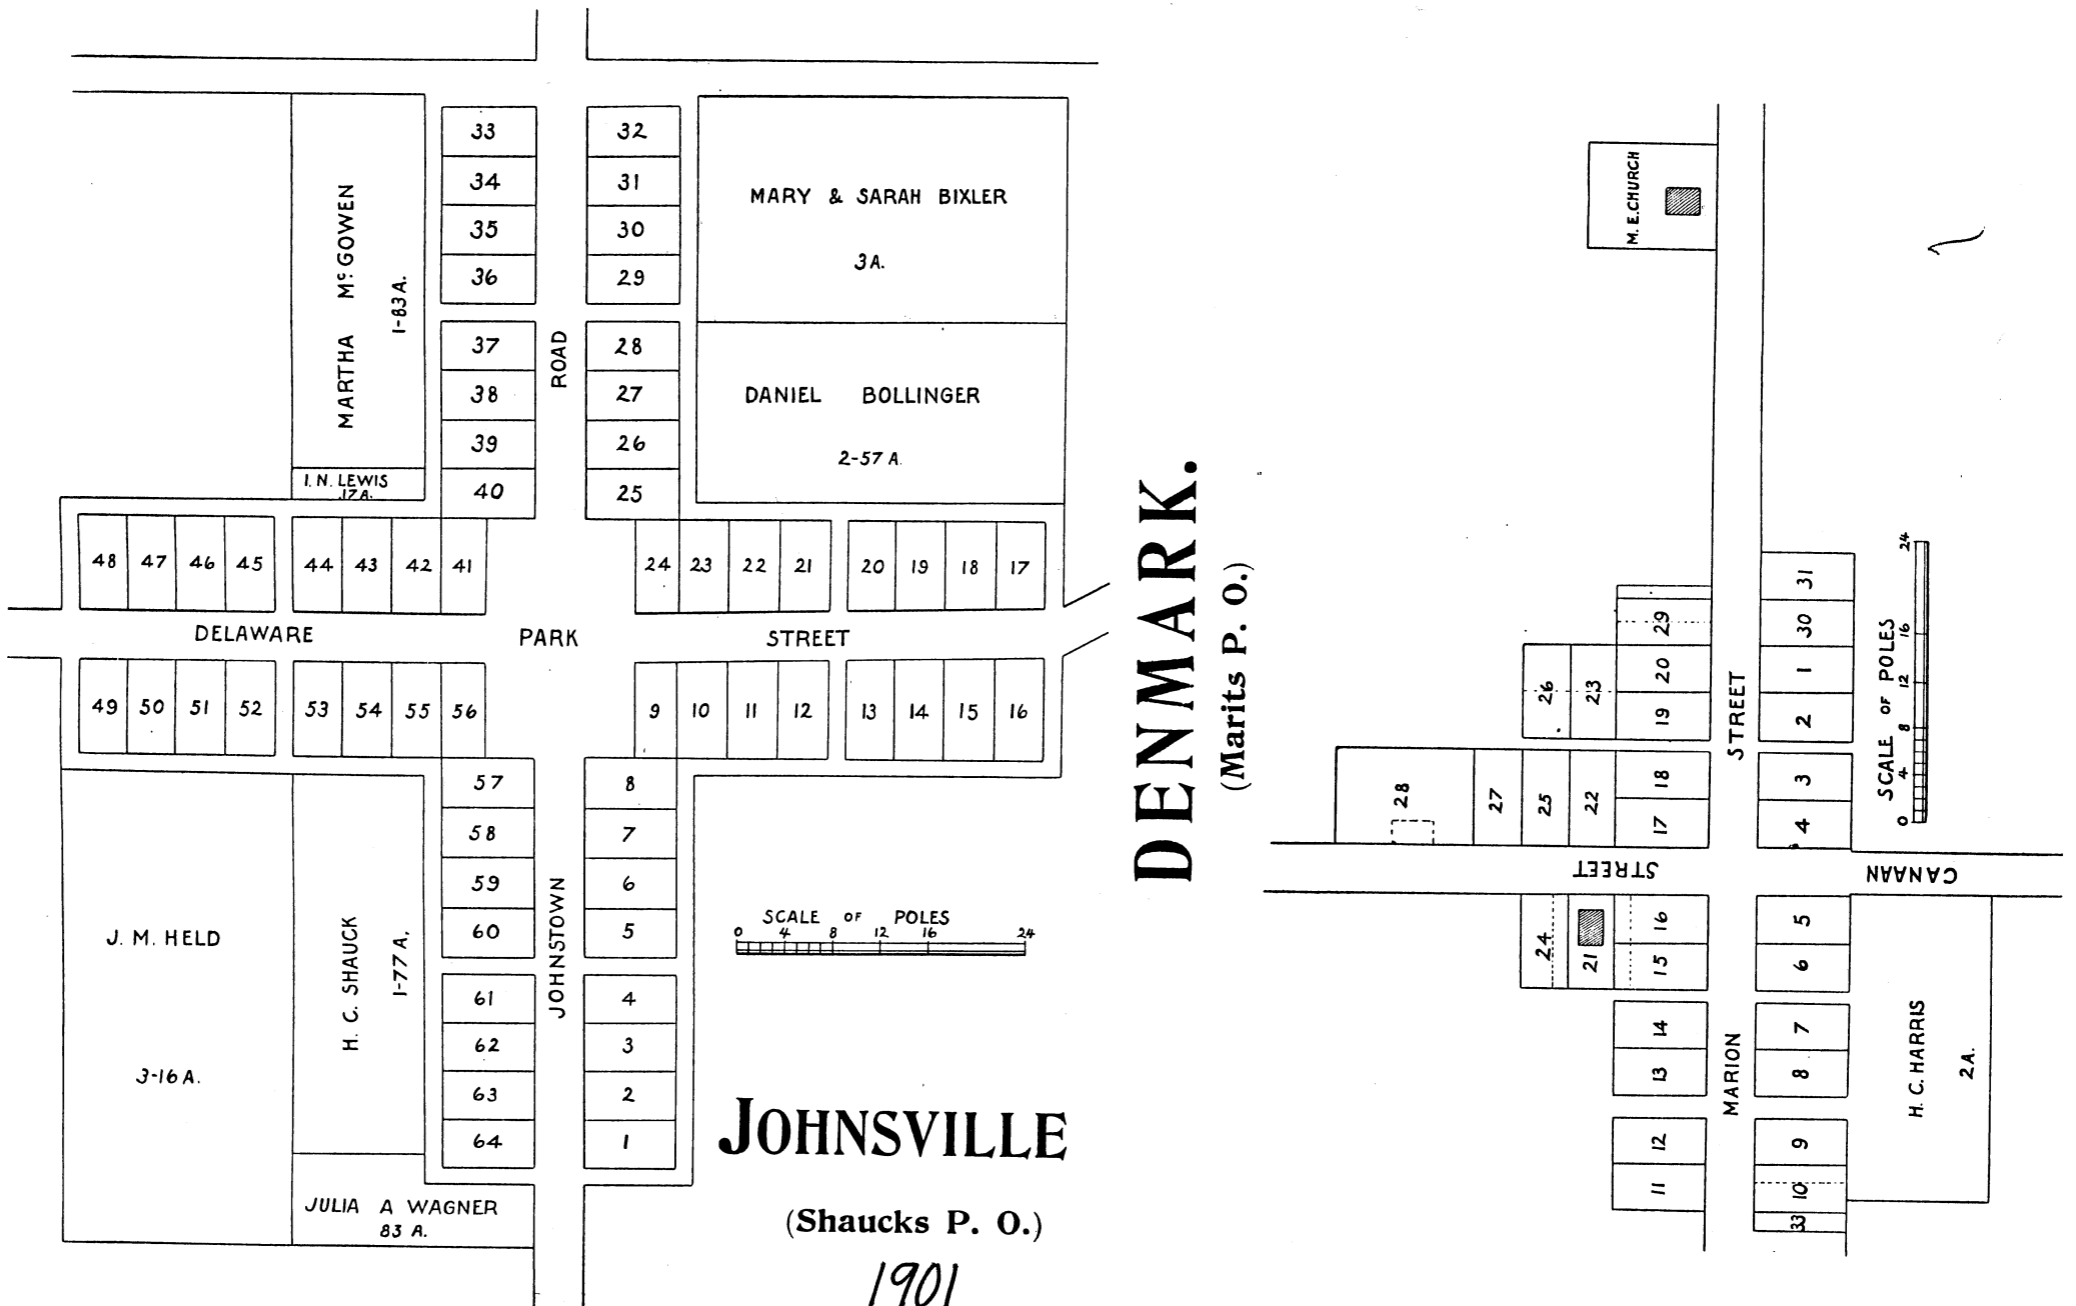 33
34
35
36
37
38
39
40
32
31
30
29
28
27
26
25
MARTHA McGOWEN
1-83 A.
I. N. LEWIS
.17 A.
MARY & SARAH BIXLER
3 A.
DANIEL BOLLINGER
2-57 A.
ROAD
48 47 46 45 44 43 42 41
24 23 22 21 20 19 18 17
DELAWARE PARK STREET
49 50 51 52 53 54 55 56
9 10 11 12 13 14 15 16
57
58
59
60
61
62
63
64
8
7
6
5
4
3
2
1
JOHNSTOWN
J. M. HELD
3-16 A.
H. C. SHAUCK
1-77 A.
JULIA A WAGNER
83 A.
SCALE OF POLES
0 4 8 12 16 24
JOHNSVILLE
(Shaucks P. O.)
1901
DENMARK.
(Marits P. O.)
M. E. CHURCH
31
30
1
2
3
4
29
20
19
26 23
18
17
28 27 25 22
STREET
CANAAN STREET
24 21
16
15
14
13
12
11
5
6
7
8
9
10
33
MARION
H. C. HARRIS
2 A.
SCALE OF POLES
0 4 8 12 16 24